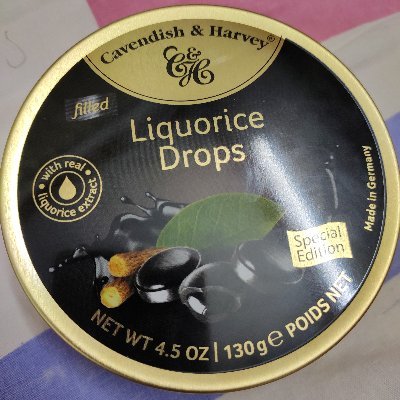 Cavendish & Harvey®
C&H
filled
Liquorice
Drops
with real
liquorice extract
Made in Germany
Special
Edition
NET WT 4.5 OZ | 130g e POIDS NET